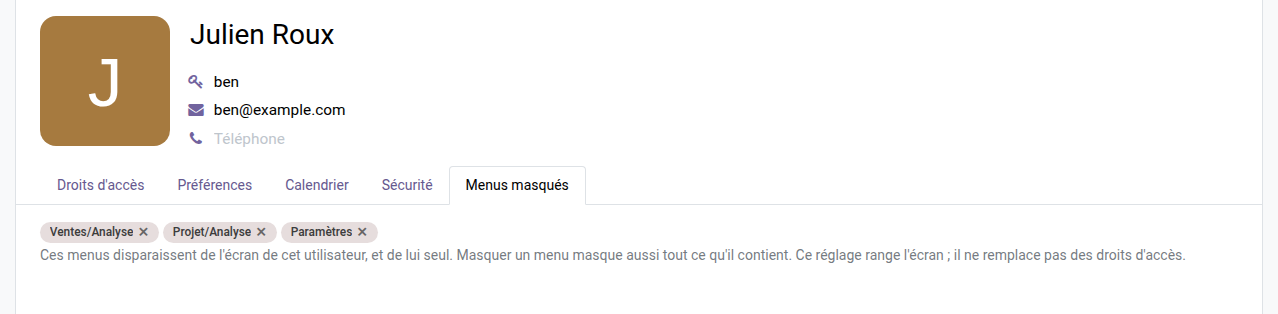 J
Julien Roux
ben
ben@example.com
Téléphone
Droits d'accès Préférences Calendrier Sécurité Menus masqués
Ventes/Analyse × Projet/Analyse × Paramètres ×
Ces menus disparaissent de l'écran de cet utilisateur, et de lui seul. Masquer un menu masque aussi tout ce qu'il contient. Ce réglage range l'écran ; il ne remplace pas des droits d'accès.